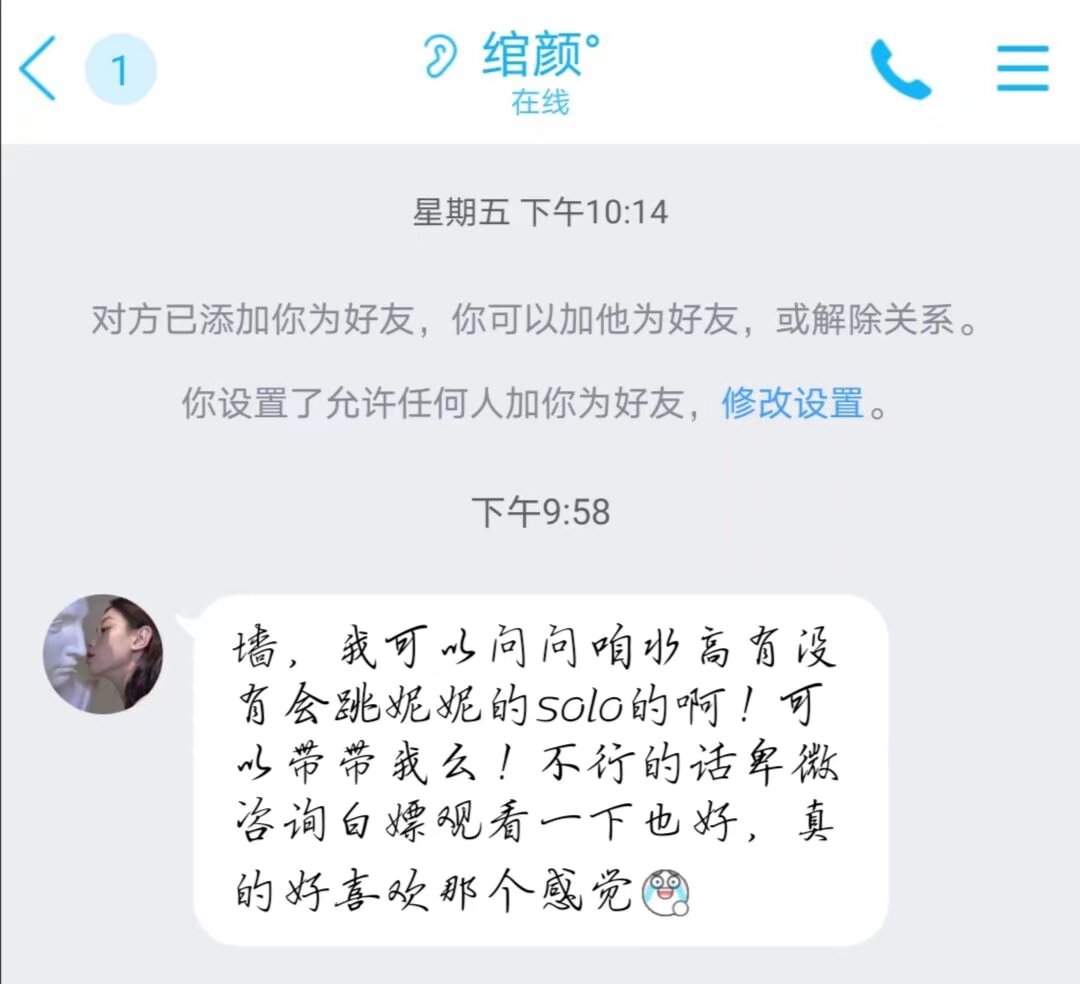 1
绾颜°
在线
星期五 下午10:14
对方已添加你为好友，你可以加他为好友，或解除关系。
你设置了允许任何人加你为好友，修改设置。
下午9:58
墙，我可以问问咱水高有没
有会跳妮妮的solo的啊！可
以带带我么！不行的话卑微
咨询白嫖观看一下也好，真
的好喜欢那个感觉